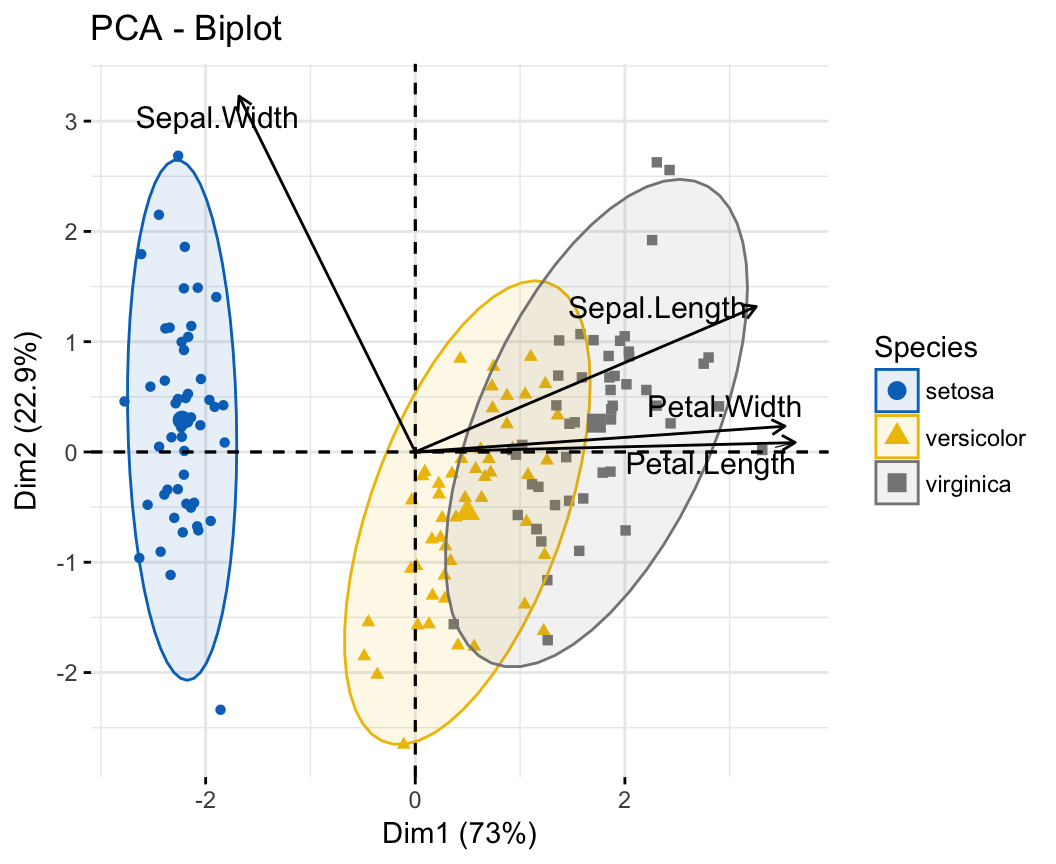 PCA - Biplot
Sepal.Width
Sepal.Length
Petal.Width
Petal.Length
3
2
1
0
-1
-2
Dim2 (22.9%)
-2
0
2
Dim1 (73%)
Species
setosa
versicolor
virginica